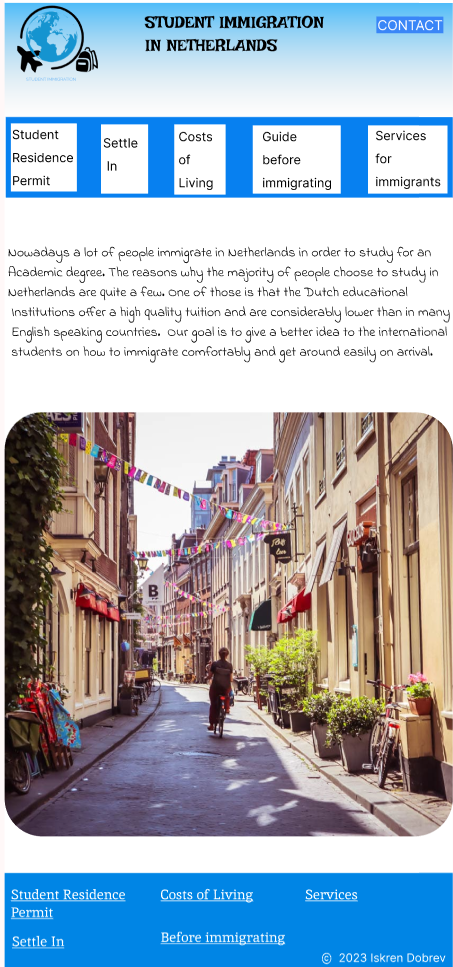 STUDENT IMMIGRATION
IN NETHERLANDS
CONTACT
STUDENT IMMIGRATION
Student
Residence
Permit
Settle
In
Costs
of
Living
Guide
before
immigrating
Services
for
immigrants
Nowadays a lot of people immigrate in Netherlands in order to study for an
Academic degree. The reasons why the majority of people choose to study in
Netherlands are quite a few. One of those is that the Dutch educational
Institutions offer a high quality tuition and are considerably lower than in many
English speaking countries. Our goal is to give a better idea to the international
students on how to immigrate comfortably and get around easily on arrival.
B
Student Residence
Permit
Settle In
Costs of Living
Before immigrating
Services
© 2023 Iskren Dobrev